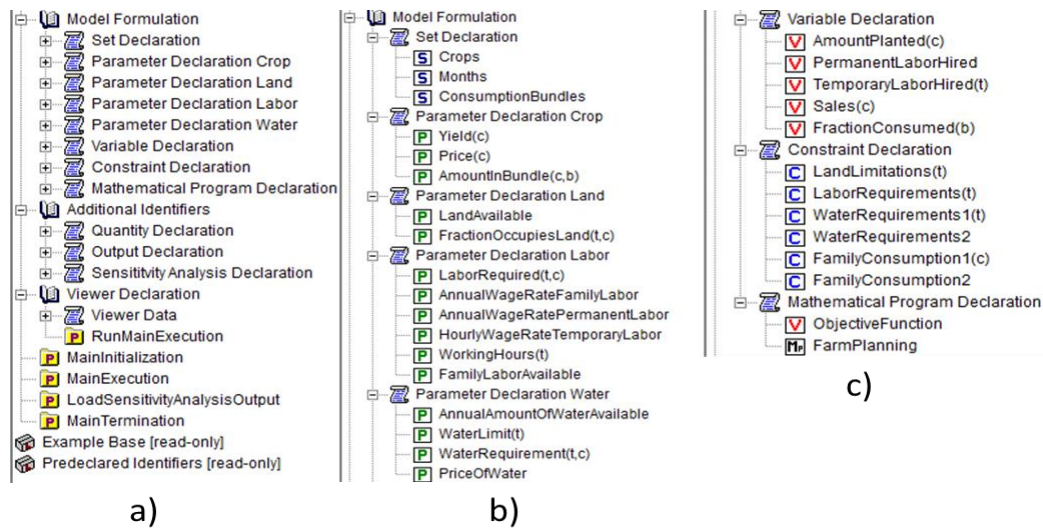 Model Formulation
Set Declaration
Parameter Declaration Crop
Parameter Declaration Land
Parameter Declaration Labor
Parameter Declaration Water
Variable Declaration
Constraint Declaration
Mathematical Program Declaration
Additional Identifiers
Quantity Declaration
Output Declaration
Sensitivity Analysis Declaration
Viewer Declaration
Viewer Data
P RunMainExecution
P MainInitialization
P MainExecution
P LoadSensitivityAnalysisOutput
P MainTermination
Example Base [read-only]
Predeclared Identifiers [read-only]
a)
Model Formulation
Set Declaration
S Crops
S Months
S ConsumptionBundles
Parameter Declaration Crop
P Yield(c)
P Price(c)
P AmountInBundle(c,b)
Parameter Declaration Land
P LandAvailable
P FractionOccupiesLand(t,c)
Parameter Declaration Labor
P LaborRequired(t,c)
P AnnualWageRateFamilyLabor
P AnnualWageRatePermanentLabor
P HourlyWageRateTemporaryLabor
P WorkingHours(t)
P FamilyLaborAvailable
Parameter Declaration Water
P AnnualAmountOfWaterAvailable
P WaterLimit(t)
P WaterRequirement(t,c)
P PriceOfWater
b)
Variable Declaration
V AmountPlanted(c)
V PermanentLaborHired
V TemporaryLaborHired(t)
V Sales(c)
V FractionConsumed(b)
Constraint Declaration
C LandLimitations(t)
C LaborRequirements(t)
C WaterRequirements1(t)
C WaterRequirements2
C FamilyConsumption1(c)
C FamilyConsumption2
Mathematical Program Declaration
V ObjectiveFunction
MP FarmPlanning
c)